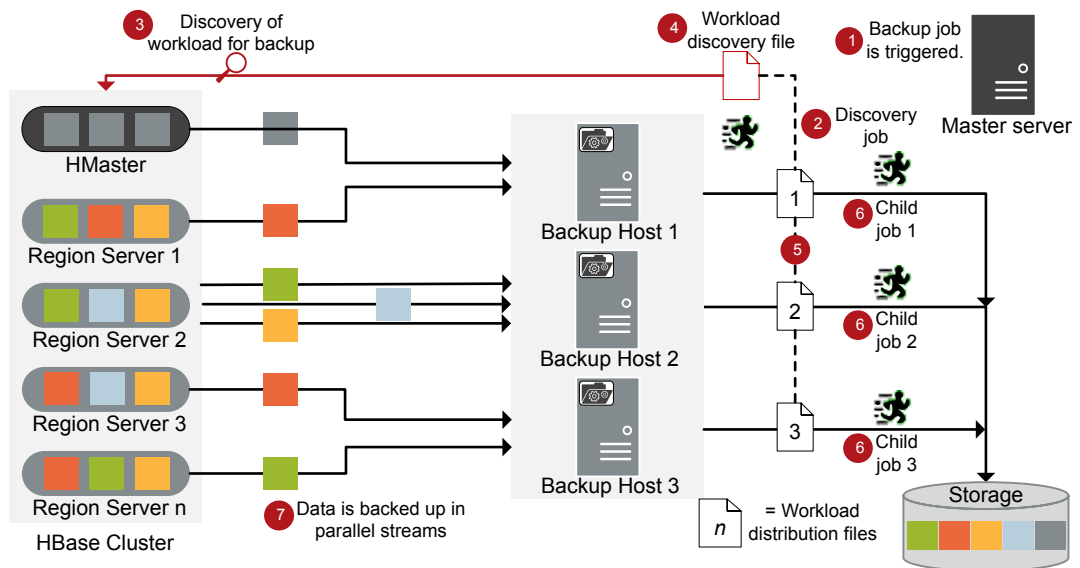 3
Discovery of
workload for backup
4
Workload
discovery file
1
Backup job
is triggered.
Master server
2
Discovery
job
HMaster
Region Server 1
Region Server 2
Region Server 3
Region Server n
HBase Cluster
Backup Host 1
Backup Host 2
Backup Host 3
1
6
Child
job 1
5
2
6
Child
job 2
3
6
Child
job 3
7
Data is backed up in
parallel streams
n
= Workload
distribution files
Storage